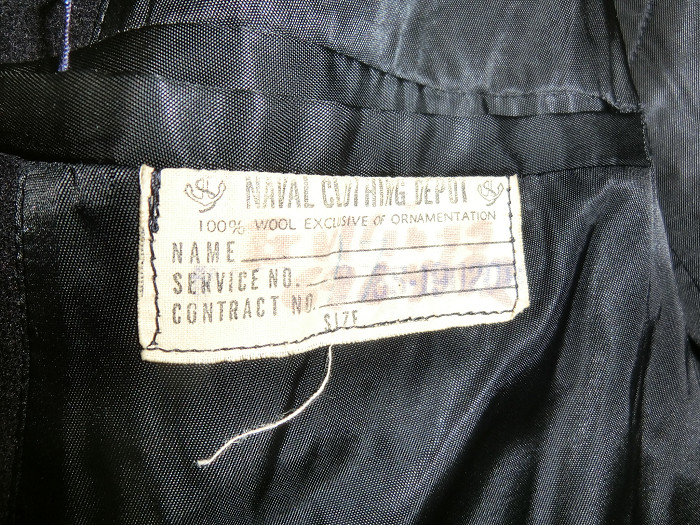 NAVAL CLOTHING DEPOT
100% WOOL EXCLUSIVE OF ORNAMENTATION
NAME
SERVICE NO.
CONTRACT NO.
SIZE